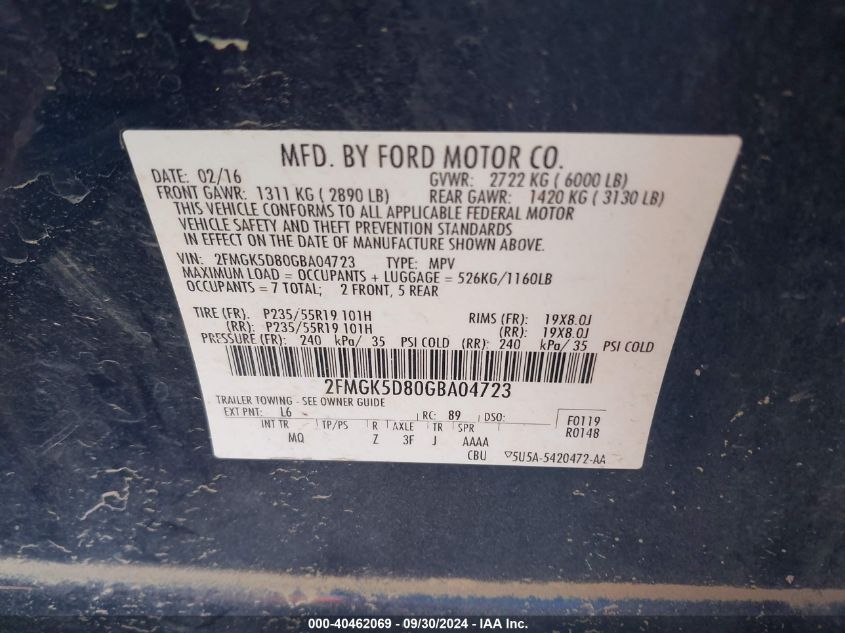 MFD. BY FORD MOTOR CO.
DATE: 02/16 GVWR: 2722 KG ( 6000 LB)
FRONT GAWR: 1311 KG ( 2890 LB) REAR GAWR: 1420 KG ( 3130 LB)
THIS VEHICLE CONFORMS TO ALL APPLICABLE FEDERAL MOTOR
VEHICLE SAFETY AND THEFT PREVENTION STANDARDS
IN EFFECT ON THE DATE OF MANUFACTURE SHOWN ABOVE.
VIN: 2FMGK5D80GBA04723 TYPE: MPV
MAXIMUM LOAD = OCCUPANTS + LUGGAGE = 526KG/1160LB
OCCUPANTS = 7 TOTAL; 2 FRONT, 5 REAR
TIRE (FR): P235/55R19 101H RIMS (FR): 19X8.0J
(RR): P235/55R19 101H (RR): 19X8.0J
PRESSURE (FR): 240 kPa/ 35 PSI COLD (RR): 240 kPa/ 35 PSI COLD
2FMGK5D80GBA04723
TRAILER TOWING - SEE OWNER GUIDE
EXT PNT: L6 RC: 89 DSO: F0119
INT TR TP/PS R AXLE TR SPR R0148
MQ Z 3F J AAAA
CBU ▽5U5A-5420472-AA
000-40462069 - 09/30/2024 - IAA Inc.